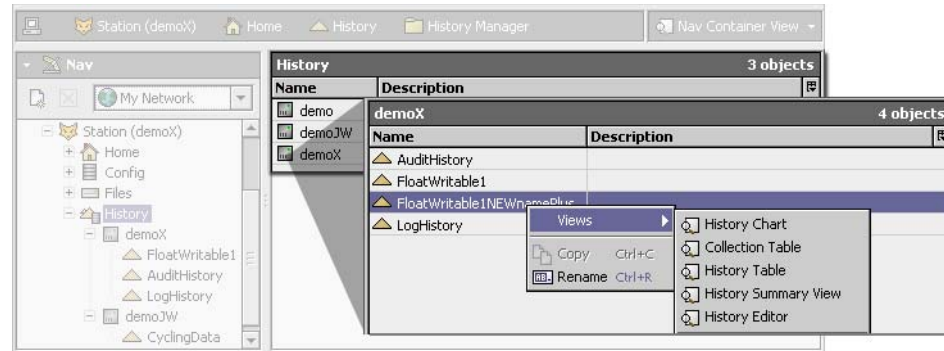 Station (demoX) Home History History Manager Nav Container View
Nav
My Network
Station (demoX)
Home
Config
Files
History
demoX
FloatWritable1
AuditHistory
LogHistory
demoJW
CyclingData
History 3 objects
Name Description
demo
demoJW
demoX
demoX 4 objects
Name Description
AuditHistory
FloatWritable1
FloatWritable1NEWnamePlus
LogHistory
Views
Copy Ctrl+C
Rename Ctrl+R
History Chart
Collection Table
History Table
History Summary View
History Editor